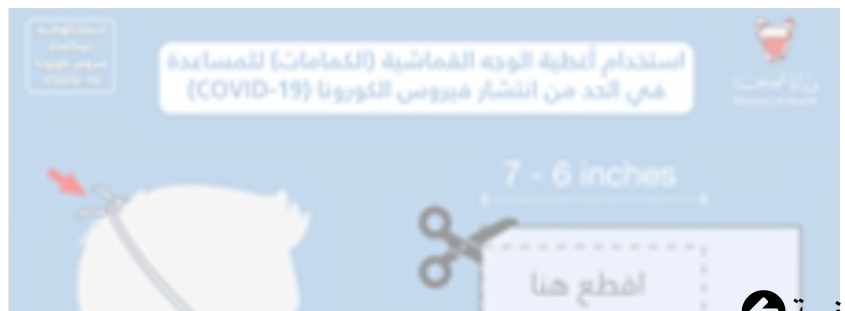 استخدام أغطية الوجه القماشية (الكمامات) للمساعدة
في الحد من انتشار فيروس الكورونا (COVID-19)
7 - 6 inches
اقطع هنا